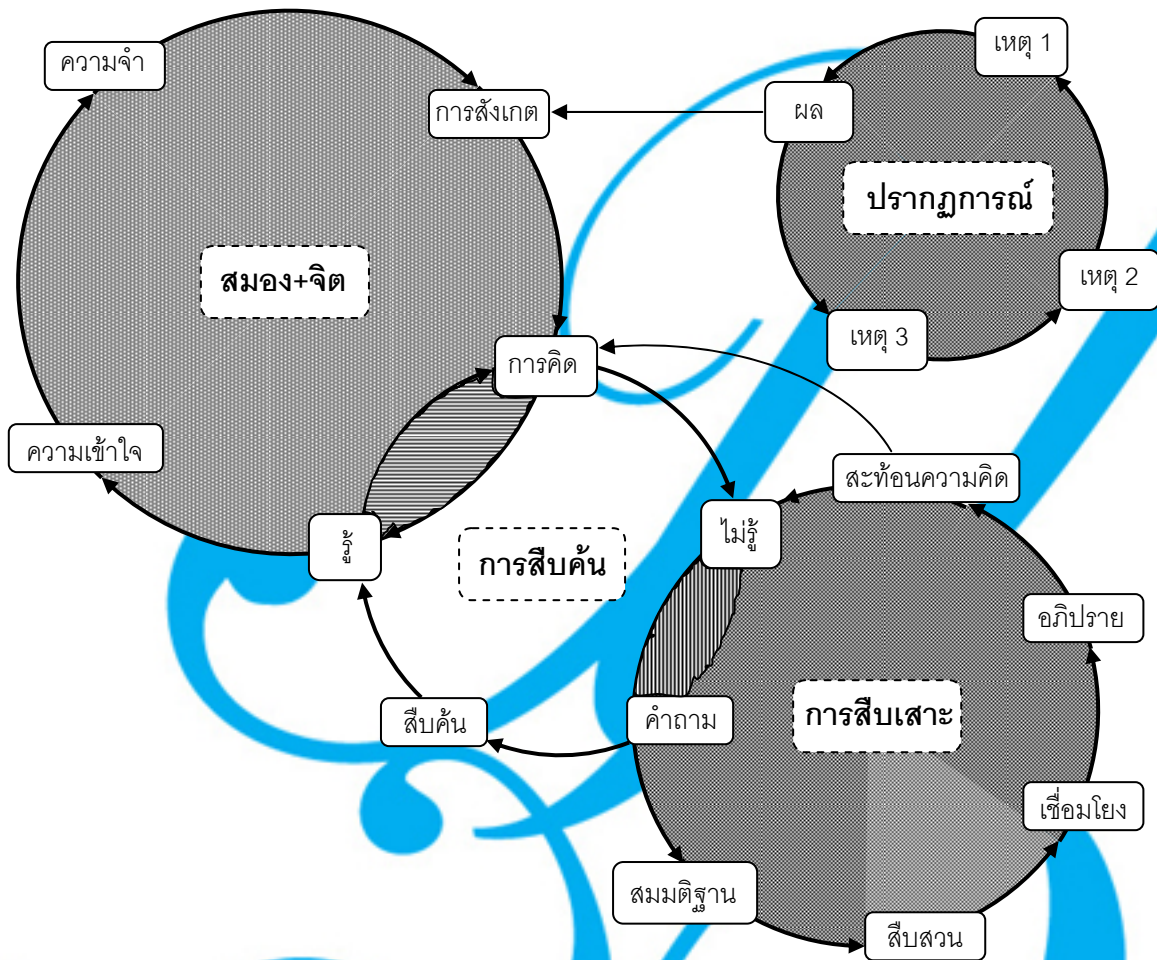 เหตุ 1
ความจำ
การสังเกต
ผล
ปรากฏการณ์
สมอง+จิต
เหตุ 2
เหตุ 3
การคิด
ความเข้าใจ
สะท้อนความคิด
ไม่รู้
รู้
การสืบค้น
อภิปราย
สืบค้น
คำถาม
การสืบเสาะ
เชื่อมโยง
สมมติฐาน
สืบสวน